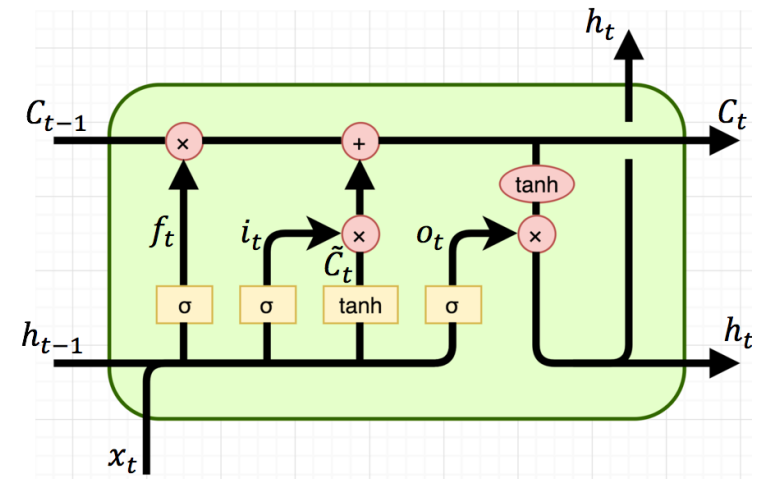 h_t
C_{t-1}
C_t
×
+
tanh
f_t
i_t
×
o_t
×
C̃_t
σ
σ
tanh
σ
h_{t-1}
h_t
x_t